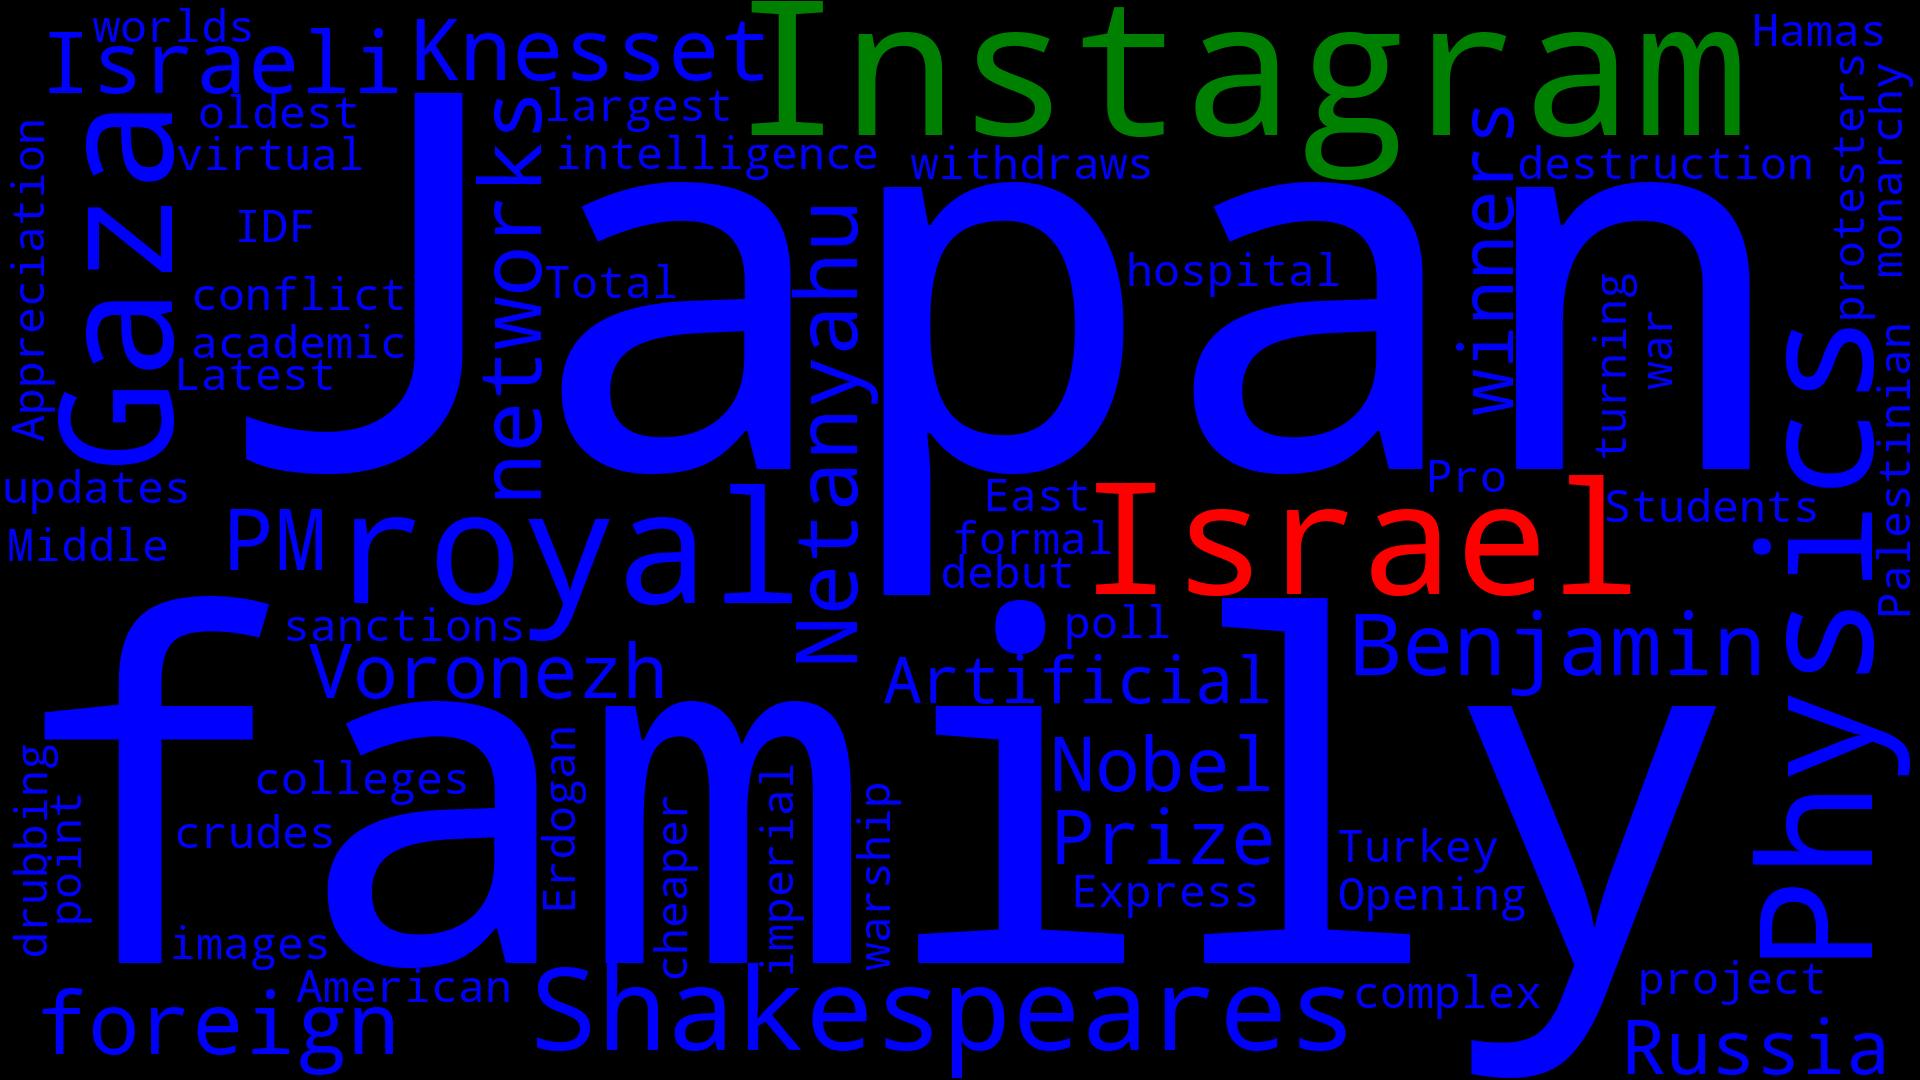 worlds
Israeli
Knesset
Instagram
Hamas
oldest
virtual
largest
intelligence
withdraws
destruction
Gaza
Appreciation
IDF
networks
Japan
winners
protesters
monarchy
conflict
academic
Latest
Total
Netanyahu
hospital
turning
war
Physics
Palestinian
updates
Middle
PM
royal
East
formal
debut
Israel
Pro
Students
sanctions
Voronezh
poll
Artificial
Benjamin
family
drubbing
point
colleges
crudes
Erdogan
cheaper
imperial
warship
Nobel
Prize
Express
Turkey
Opening
images
American
foreign
Shakespeares
complex
project
Russia